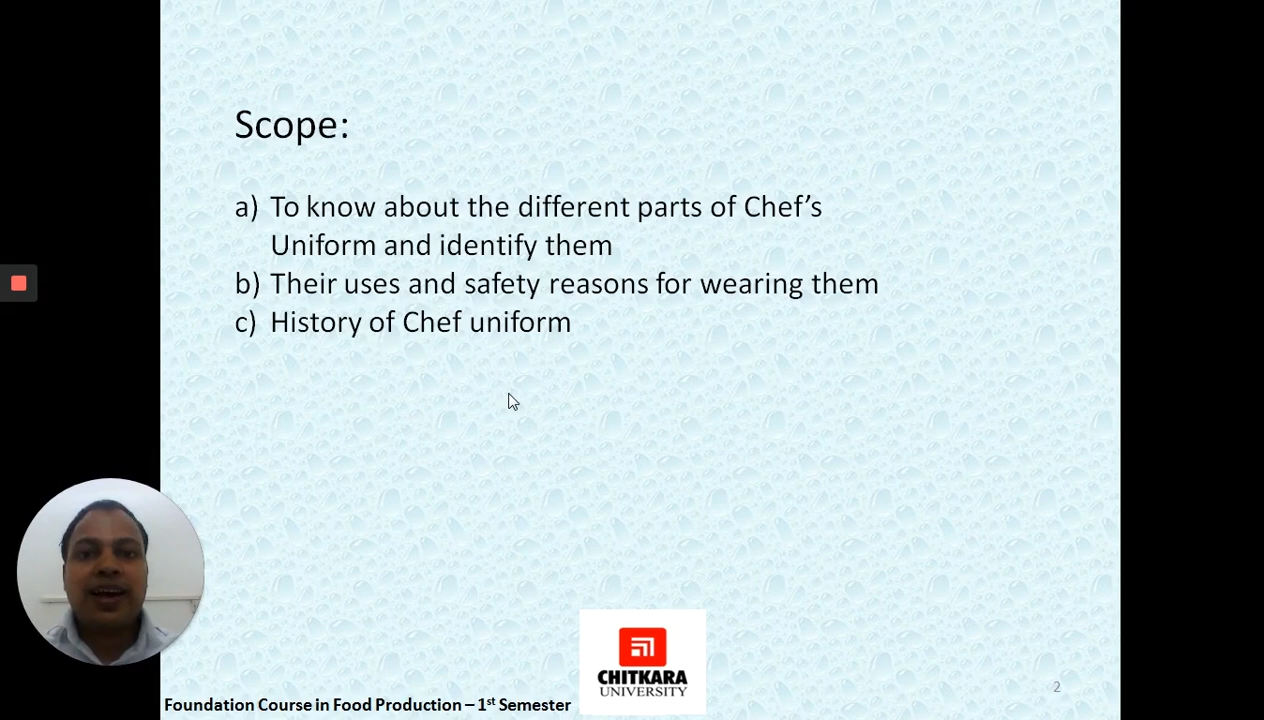 Scope:
a) To know about the different parts of Chef’s
Uniform and identify them
b) Their uses and safety reasons for wearing them
c) History of Chef uniform
CHITKARA
UNIVERSITY
2
Foundation Course in Food Production – 1st Semester